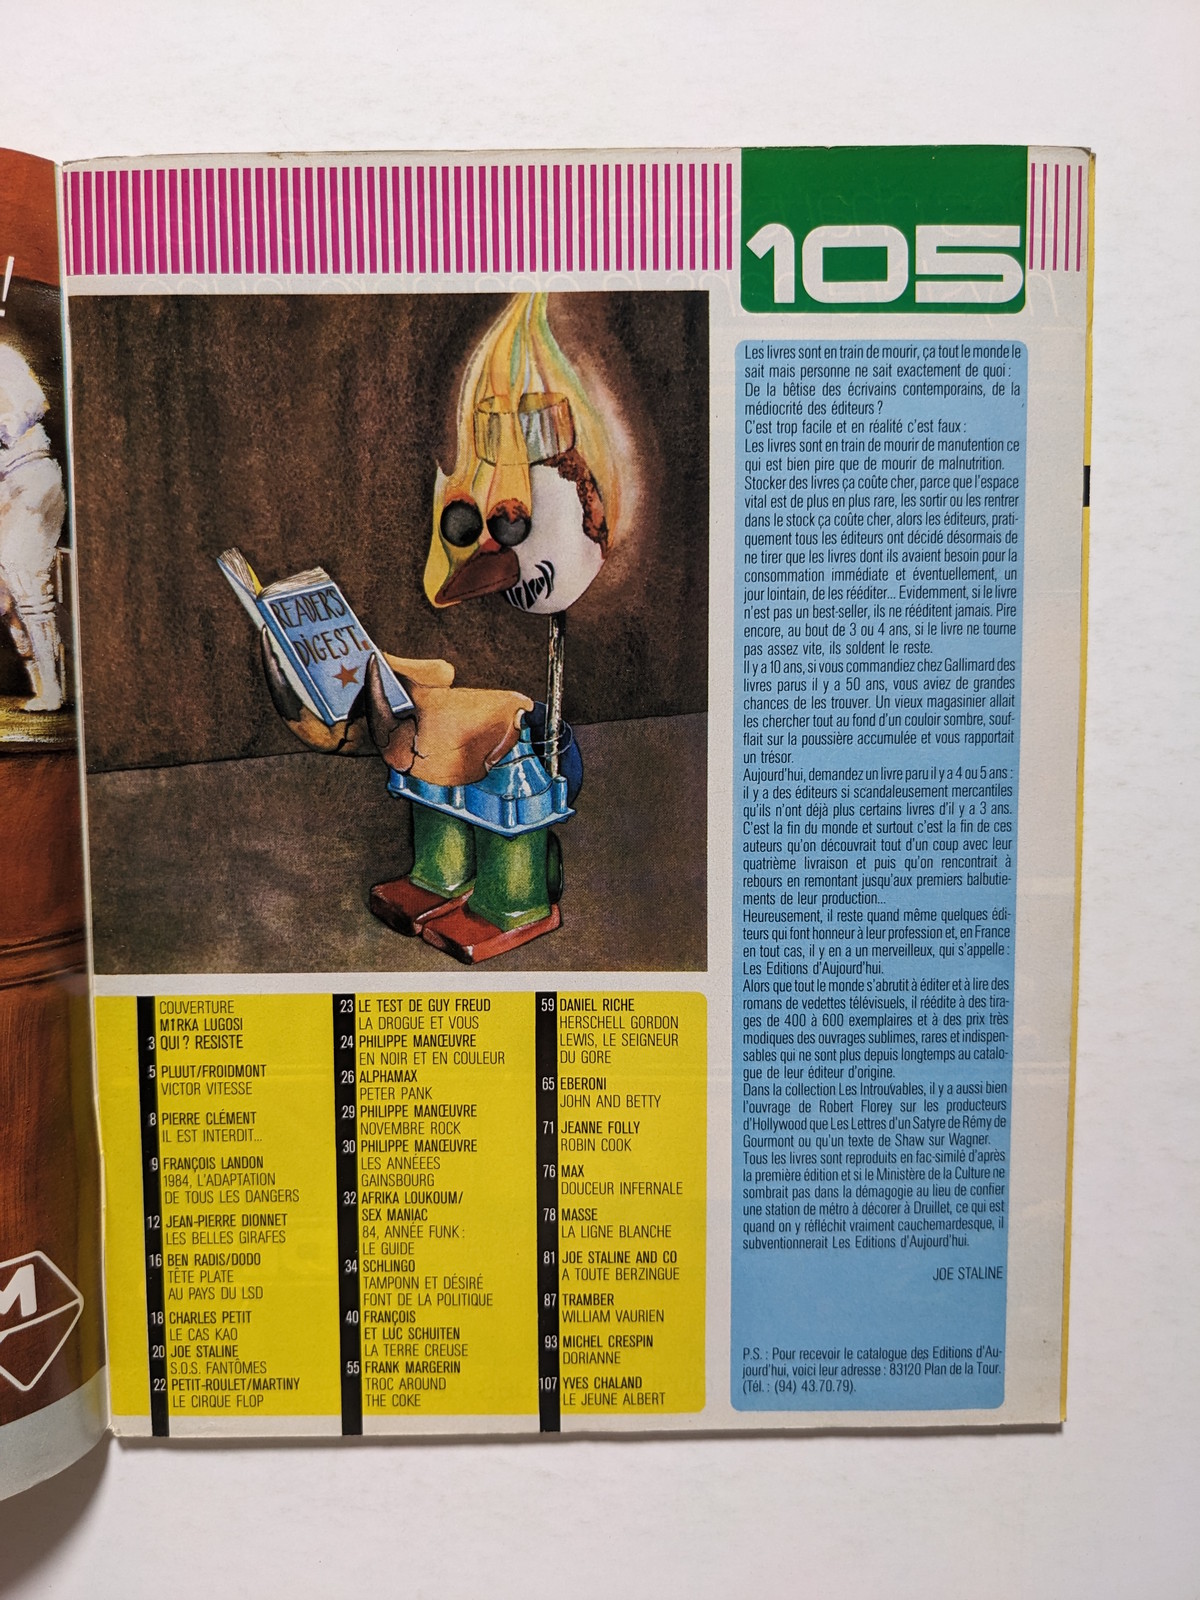 !
105
READER'S
DIGEST.
Les livres sont en train de mourir, ça tout le monde le
sait mais personne ne sait exactement de quoi :
De la bêtise des écrivains contemporains, de la
médiocrité des éditeurs ?
C'est trop facile et en réalité c'est faux :
Les livres sont en train de mourir de manutention ce
qui est bien pire que de mourir de malnutrition.
Stocker des livres ça coûte cher, parce que l'espace
vital est de plus en plus rare, les sortir ou les rentrer
dans le stock ça coûte cher, alors les éditeurs, prati-
quement tous les éditeurs ont décidé désormais de
ne tirer que les livres dont ils avaient besoin pour la
consommation immédiate et éventuellement, un
jour lointain, de les rééditer... Evidemment, si le livre
n'est pas un best-seller, ils ne rééditent jamais. Pire
encore, au bout de 3 ou 4 ans, si le livre ne tourne
pas assez vite, ils soldent le reste.
Il y a 10 ans, si vous commandiez chez Gallimard des
livres parus il y a 50 ans, vous aviez de grandes
chances de les trouver. Un vieux magasinier allait
les chercher tout au fond d'un couloir sombre, souf-
flait sur la poussière accumulée et vous rapportait
un trésor.
Aujourd'hui, demandez un livre paru il y a 4 ou 5 ans :
il y a des éditeurs si scandaleusement mercantiles
qu'ils n'ont déjà plus certains livres d'il y a 3 ans.
C'est la fin du monde et surtout c'est la fin de ces
auteurs qu'on découvrait tout d'un coup avec leur
quatrième livraison et puis qu'on rencontrait à
rebours en remontant jusqu'aux premiers balbutie-
ments de leur production...
Heureusement, il reste quand même quelques édi-
teurs qui font honneur à leur profession et, en France
en tout cas, il y en a un merveilleux, qui s'appelle :
Les Editions d'Aujourd'hui.
Alors que tout le monde s'abrutit à éditer et à lire des
romans de vedettes télévisuels, il réédite à des tira-
ges de 400 à 600 exemplaires et à des prix très
modiques des ouvrages sublimes, rares et indispen-
sables qui ne sont plus depuis longtemps au catalo-
gue de leur éditeur d'origine.
Dans la collection Les Introuvables, il y a aussi bien
l'ouvrage de Robert Florey sur les producteurs
d'Hollywood que Les Lettres d'un Satyre de Rémy de
Gourmont ou qu'un texte de Shaw sur Wagner.
Tous les livres sont reproduits en fac-similé d'après
la première édition et si le Ministère de la Culture ne
sombrait pas dans la démagogie au lieu de confier
une station de métro à décorer à Druillet, ce qui est
quand on y réfléchit vraiment cauchemardesque, il
subventionnerait Les Editions d'Aujourd'hui.
JOE STALINE
P.S. : Pour recevoir le catalogue des Editions d'Au-
jourd'hui, voici leur adresse : 83120 Plan de la Tour.
(Tél. : (94) 43.70.79).
COUVERTURE
MIRKA LUGOSI
3 QUI ? RESISTE
5 PLUUT/FROIDMONT
VICTOR VITESSE
8 PIERRE CLÉMENT
IL EST INTERDIT...
9 FRANÇOIS LANDON
1984, L'ADAPTATION
DE TOUS LES DANGERS
12 JEAN-PIERRE DIONNET
LES BELLES GIRAFES
16 BEN RADIS/DODO
TÊTE PLATE
AU PAYS DU LSD
18 CHARLES PETIT
LE CAS KAO
20 JOE STALINE
S.O.S. FANTÔMES
22 PETIT-ROULET/MARTINY
LE CIRQUE FLOP
23 LE TEST DE GUY FREUD
LA DROGUE ET VOUS
24 PHILIPPE MANŒUVRE
EN NOIR ET EN COULEUR
26 ALPHAMAX
PETER PANK
29 PHILIPPE MANŒUVRE
NOVEMBRE ROCK
30 PHILIPPE MANŒUVRE
LES ANNÉEES
GAINSBOURG
32 AFRIKA LOUKOUM/
SEX MANIAC
84, ANNÉE FUNK :
LE GUIDE
34 SCHLINGO
TAMPONN ET DÉSIRÉ
FONT DE LA POLITIQUE
40 FRANÇOIS
ET LUC SCHUITEN
LA TERRE CREUSE
55 FRANK MARGERIN
TROC AROUND
THE COKE
59 DANIEL RICHE
HERSCHELL GORDON
LEWIS, LE SEIGNEUR
DU GORE
65 EBERONI
JOHN AND BETTY
71 JEANNE FOLLY
ROBIN COOK
76 MAX
DOUCEUR INFERNALE
78 MASSE
LA LIGNE BLANCHE
81 JOE STALINE AND CO
A TOUTE BERZINGUE
87 TRAMBER
WILLIAM VAURIEN
93 MICHEL CRESPIN
DORIANNE
107 YVES CHALAND
LE JEUNE ALBERT